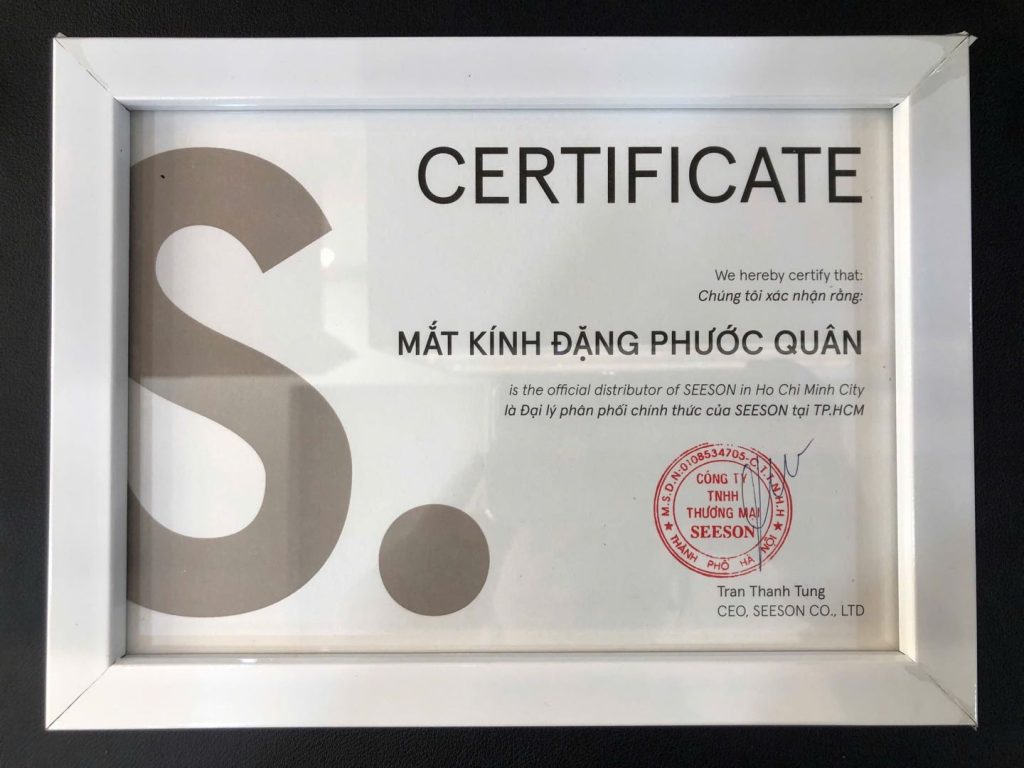 S.
CERTIFICATE
We hereby certify that:
Chúng tôi xác nhận rằng:
MẮT KÍNH ĐẶNG PHƯỚC QUÂN
is the official distributor of SEESON in Ho Chi Minh City
là Đại lý phân phối chính thức của SEESON tại TP.HCM
M.S.D.N:0108534705-C.T.T.N.H.H
CÔNG TY
TNHH
THƯƠNG MẠI
SEESON
THÀNH PHỐ HÀ NỘI
Tran Thanh Tung
CEO, SEESON CO., LTD